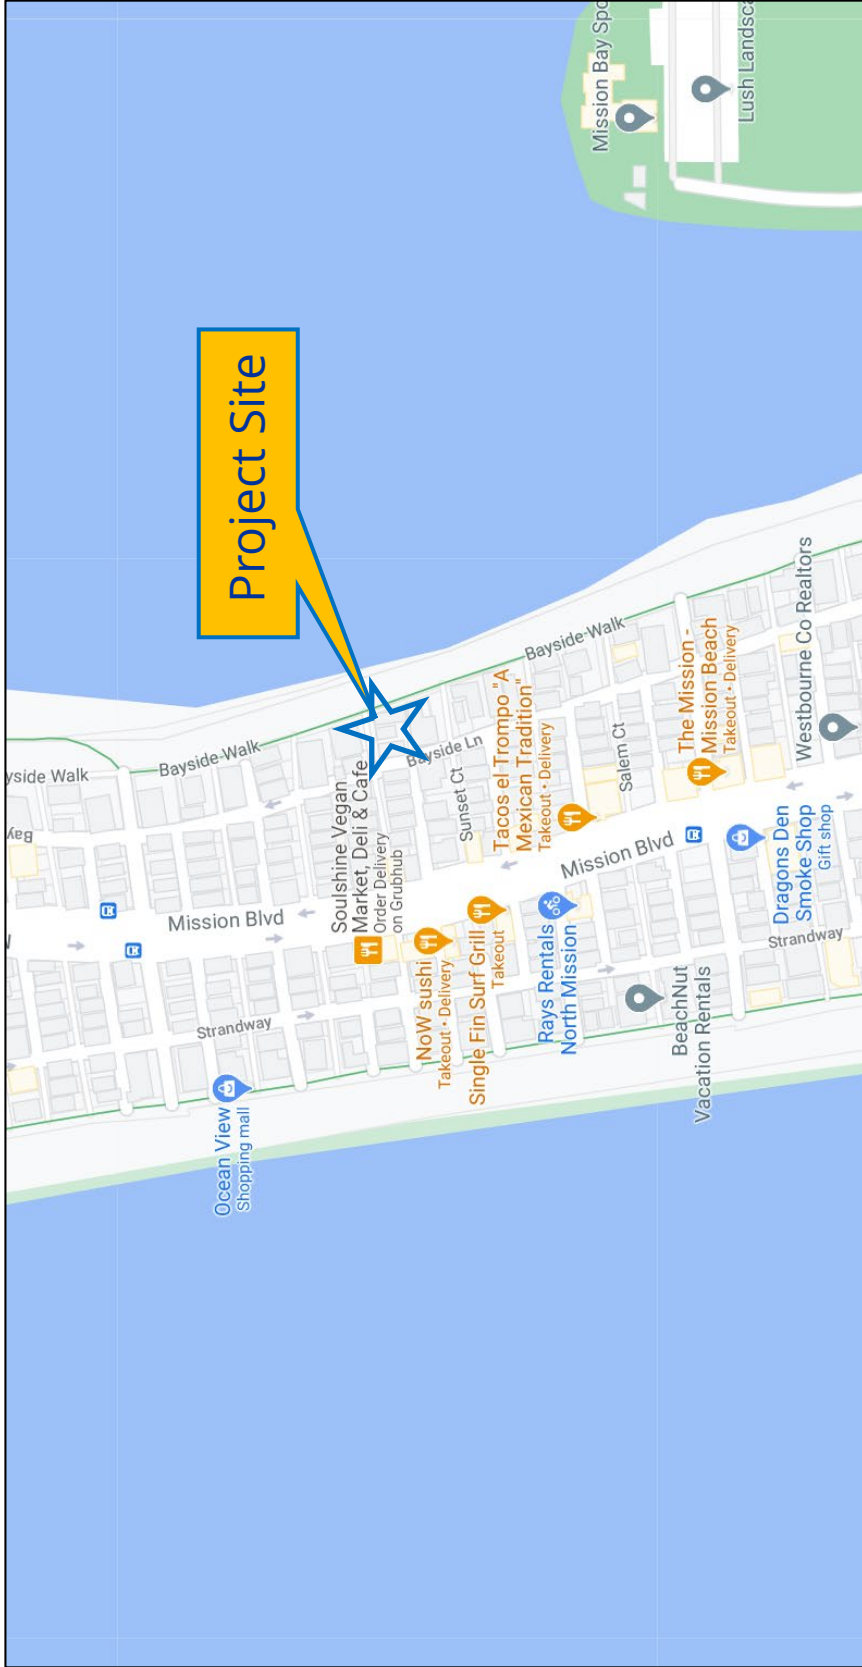 Project Site
Mission Bay Spo
Lush Landsca
yside Walk
Bay
Bayside-Walk
Bayside-Walk
Bayside Ln
Mission Blvd
Soulshine Vegan
Market, Deli & Cafe
Order Delivery
on Grubhub
Sunset Ct
Tacos el Trompo "A
Mexican Tradition"
Takeout • Delivery
Salem Ct
The Mission -
Mission Beach
Takeout • Delivery
Westbourne Co Realtors
Mission Blvd
Strandway
NoW sushi
Takeout • Delivery
Single Fin Surf Grill
Takeout
Rays Rentals
North Mission
Dragons Den
Smoke Shop
Gift shop
Strandway
BeachNut
Vacation Rentals
Ocean View
Shopping mall